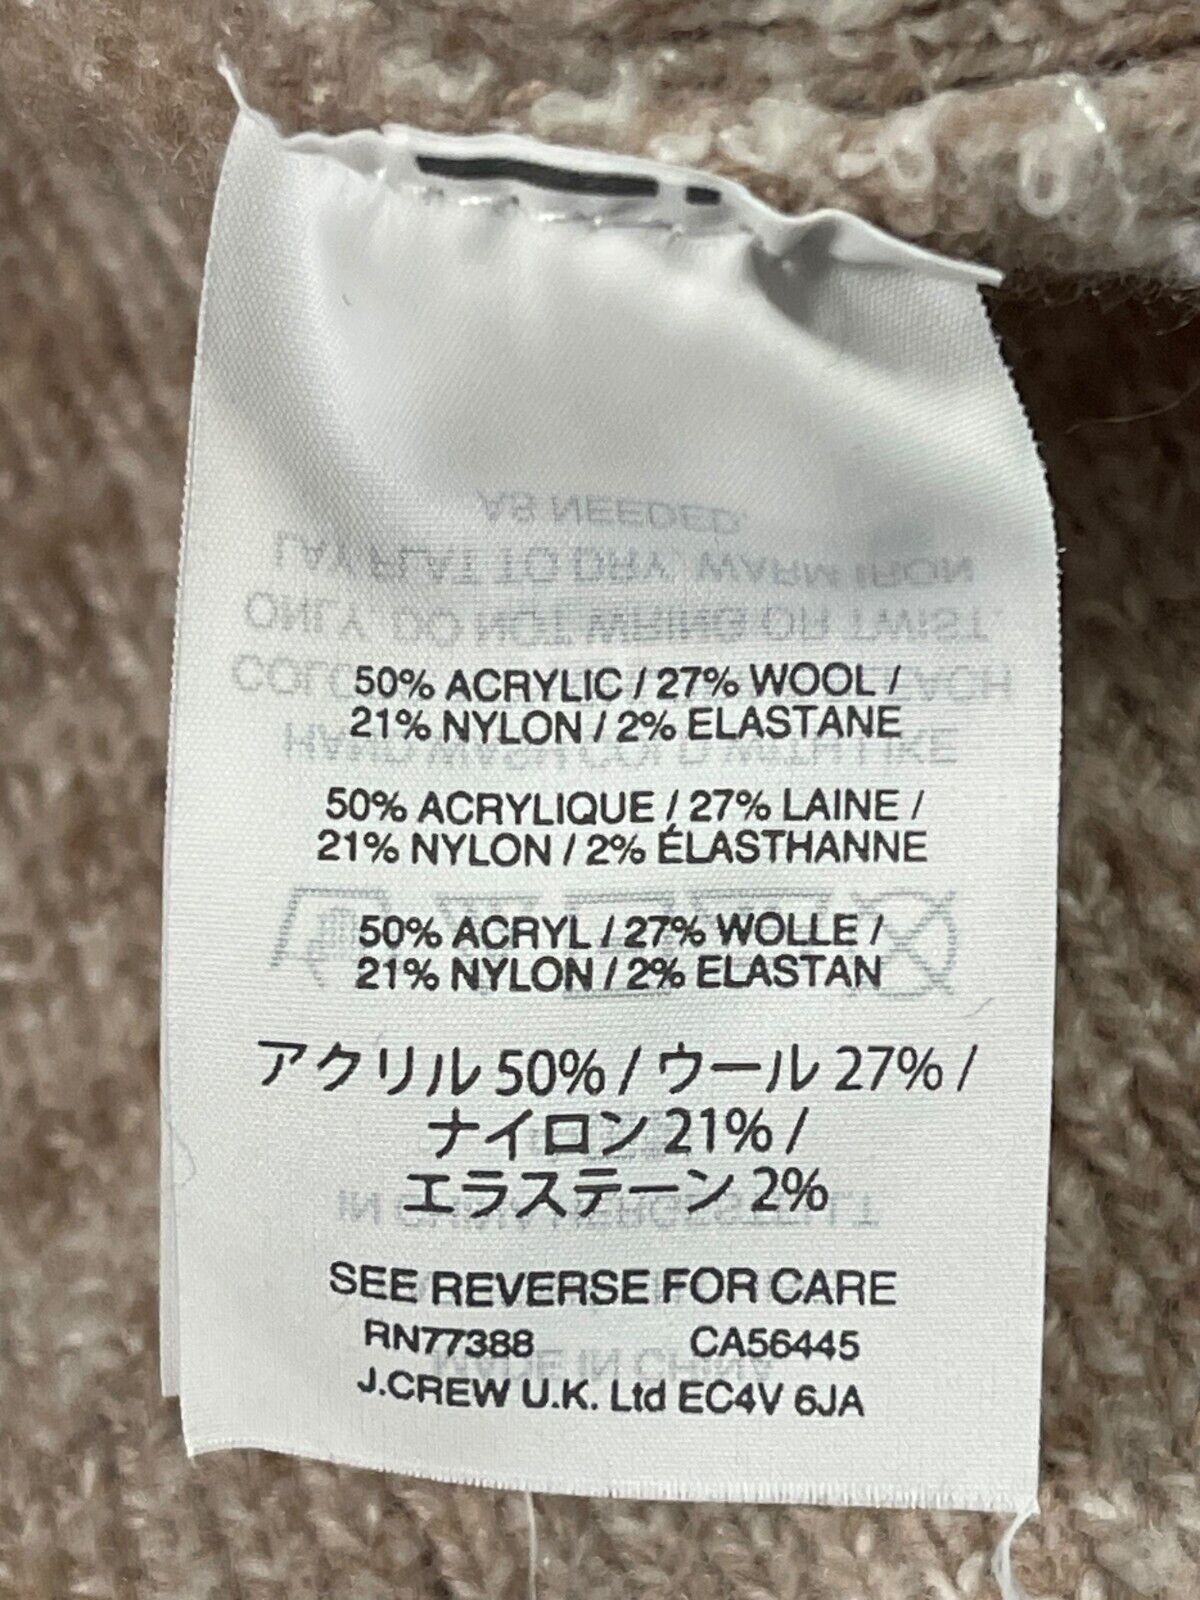 50% ACRYLIC / 27% WOOL /
21% NYLON / 2% ELASTANE
50% ACRYLIQUE / 27% LAINE /
21% NYLON / 2% ÉLASTHANNE
50% ACRYL / 27% WOLLE /
21% NYLON / 2% ELASTAN
アクリル 50% / ウール 27% /
ナイロン 21% /
エラステーン 2%
SEE REVERSE FOR CARE
RN77388 CA56445
J.CREW U.K. Ltd EC4V 6JA